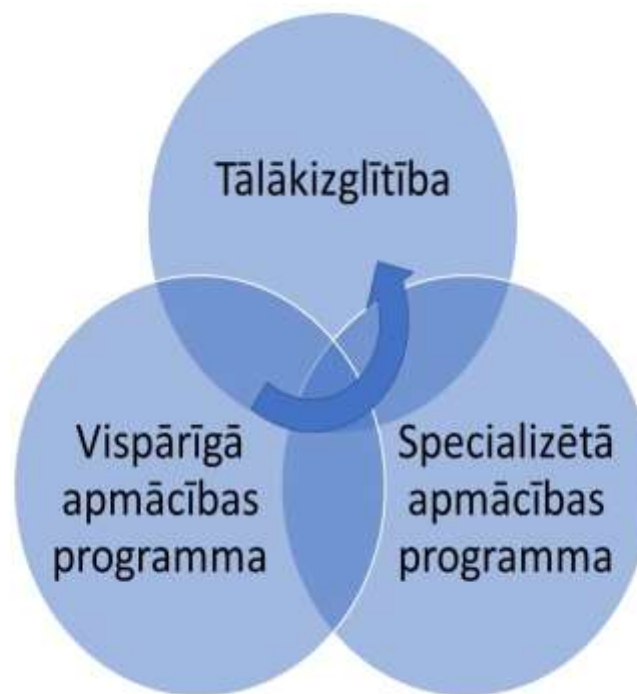 Tālākizglītība
Vispārīgā
apmācības
programma
Specializētā
apmācības
programma